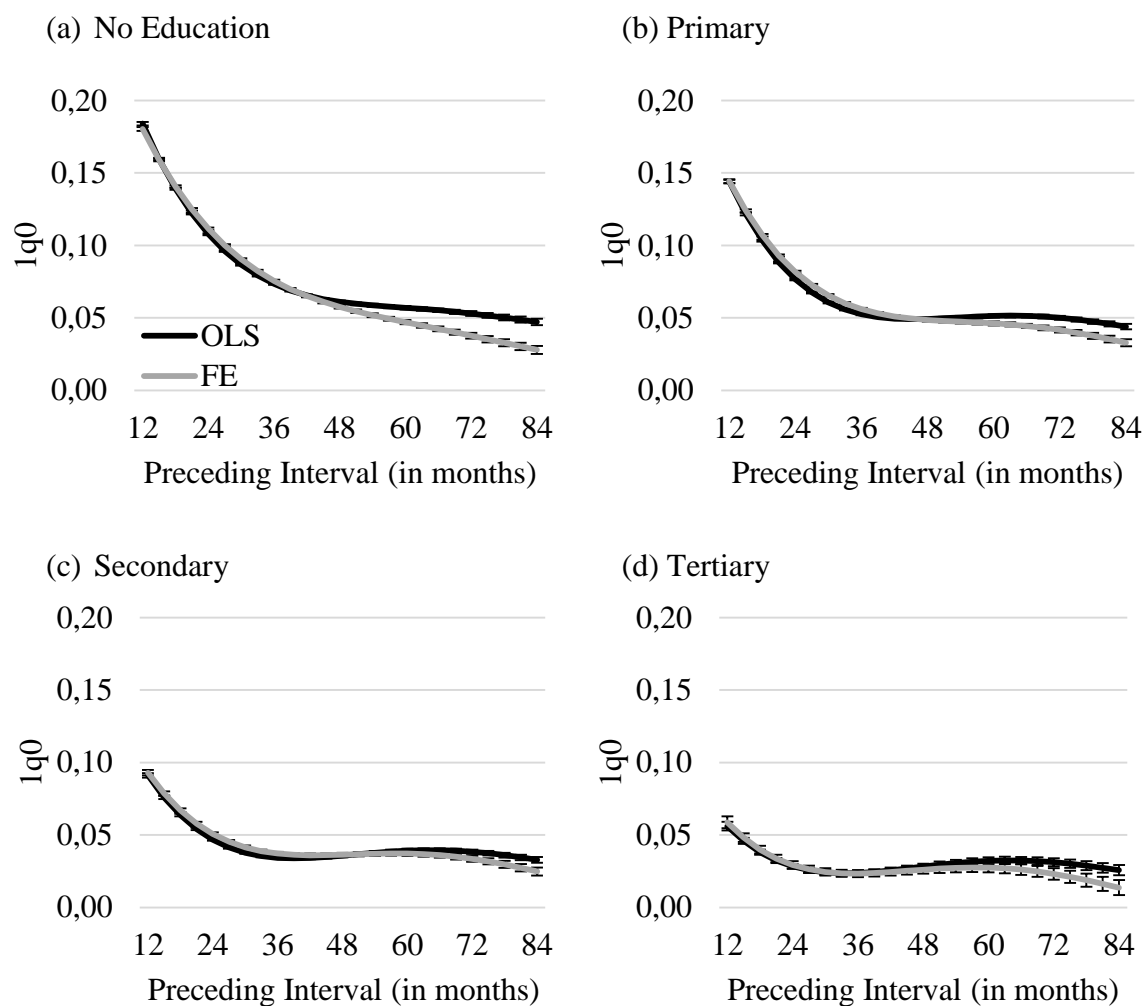 (a) No Education
0,20
0,15
0,10
0,05
0,00
1q0
OLS
FE
12 24 36 48 60 72 84
Preceding Interval (in months)
(b) Primary
0,20
0,15
0,10
0,05
0,00
1q0
12 24 36 48 60 72 84
Preceding Interval (in months)
(c) Secondary
0,20
0,15
0,10
0,05
0,00
1q0
12 24 36 48 60 72 84
Preceding Interval (in months)
(d) Tertiary
0,20
0,15
0,10
0,05
0,00
1q0
12 24 36 48 60 72 84
Preceding Interval (in months)